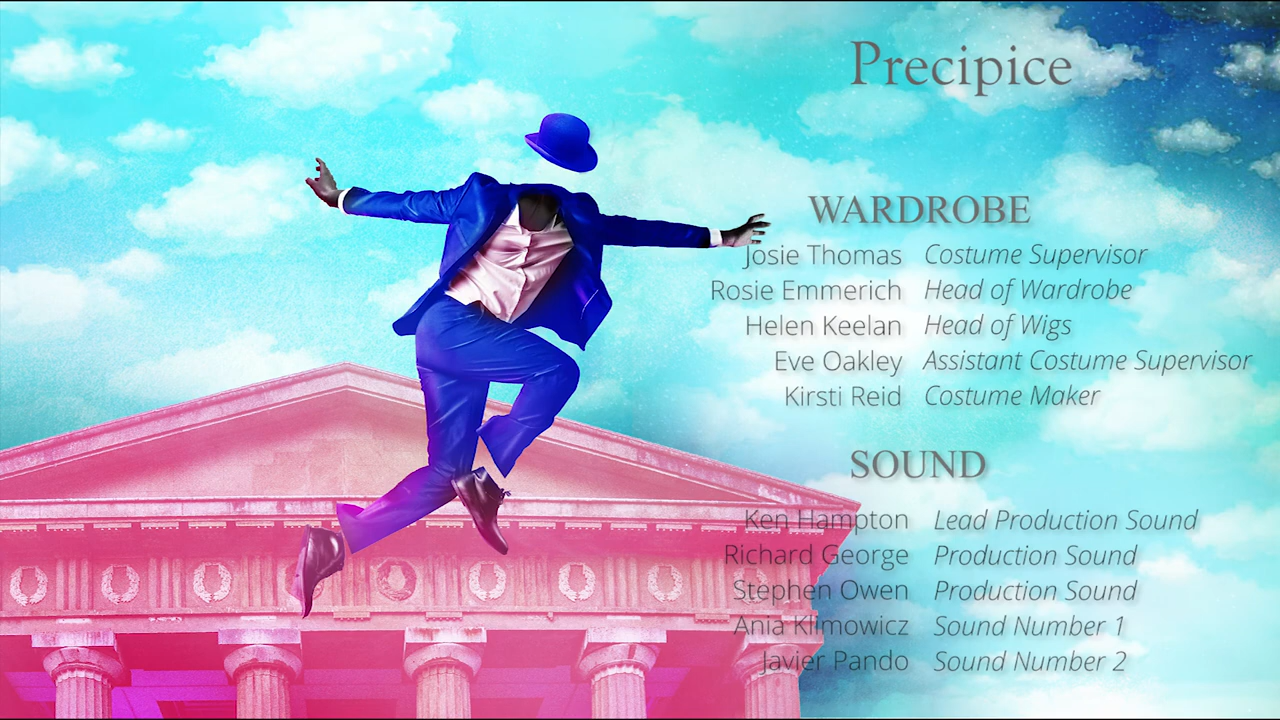 Precipice
WARDROBE
Josie Thomas Costume Supervisor
Rosie Emmerich Head of Wardrobe
Helen Keelan Head of Wigs
Eve Oakley Assistant Costume Supervisor
Kirsti Reid Costume Maker
SOUND
Ken Hampton Lead Production Sound
Richard George Production Sound
Stephen Owen Production Sound
Ania Klimowicz Sound Number 1
Javier Pando Sound Number 2